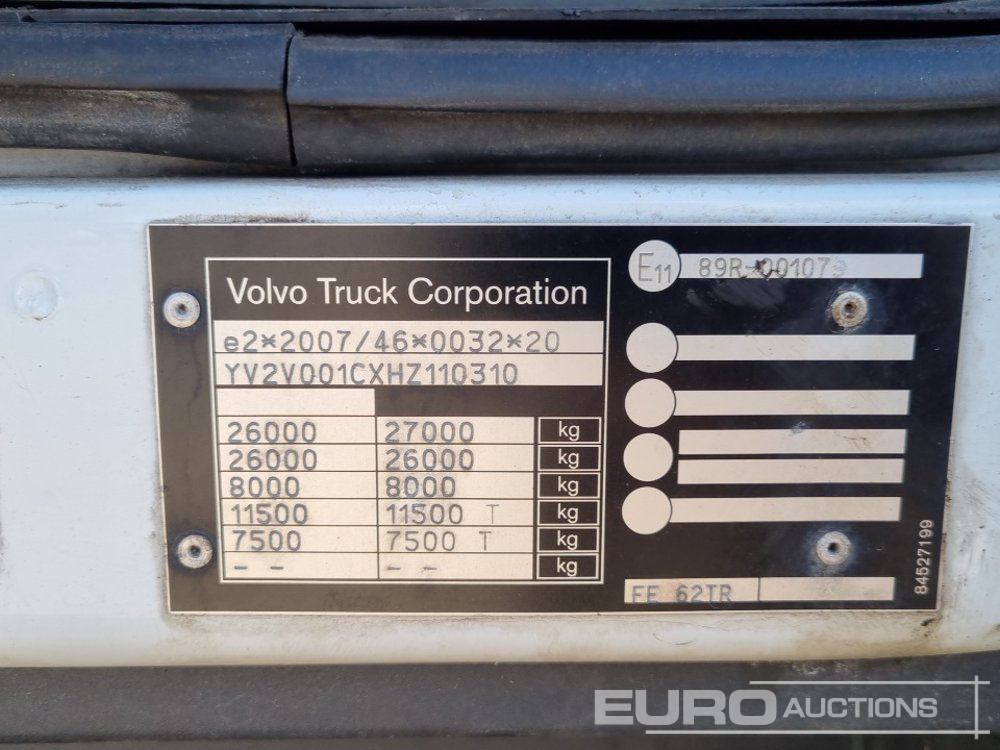 Volvo Truck Corporation
e2*2007/46*0032*20
YV2V001CXHZ110310
26000 27000 kg
26000 26000 kg
8000 8000 kg
11500 11500 T kg
7500 7500 T kg
- - - - kg
E11 89R-001079
FE 62TR
84527199
EURO AUCTIONS